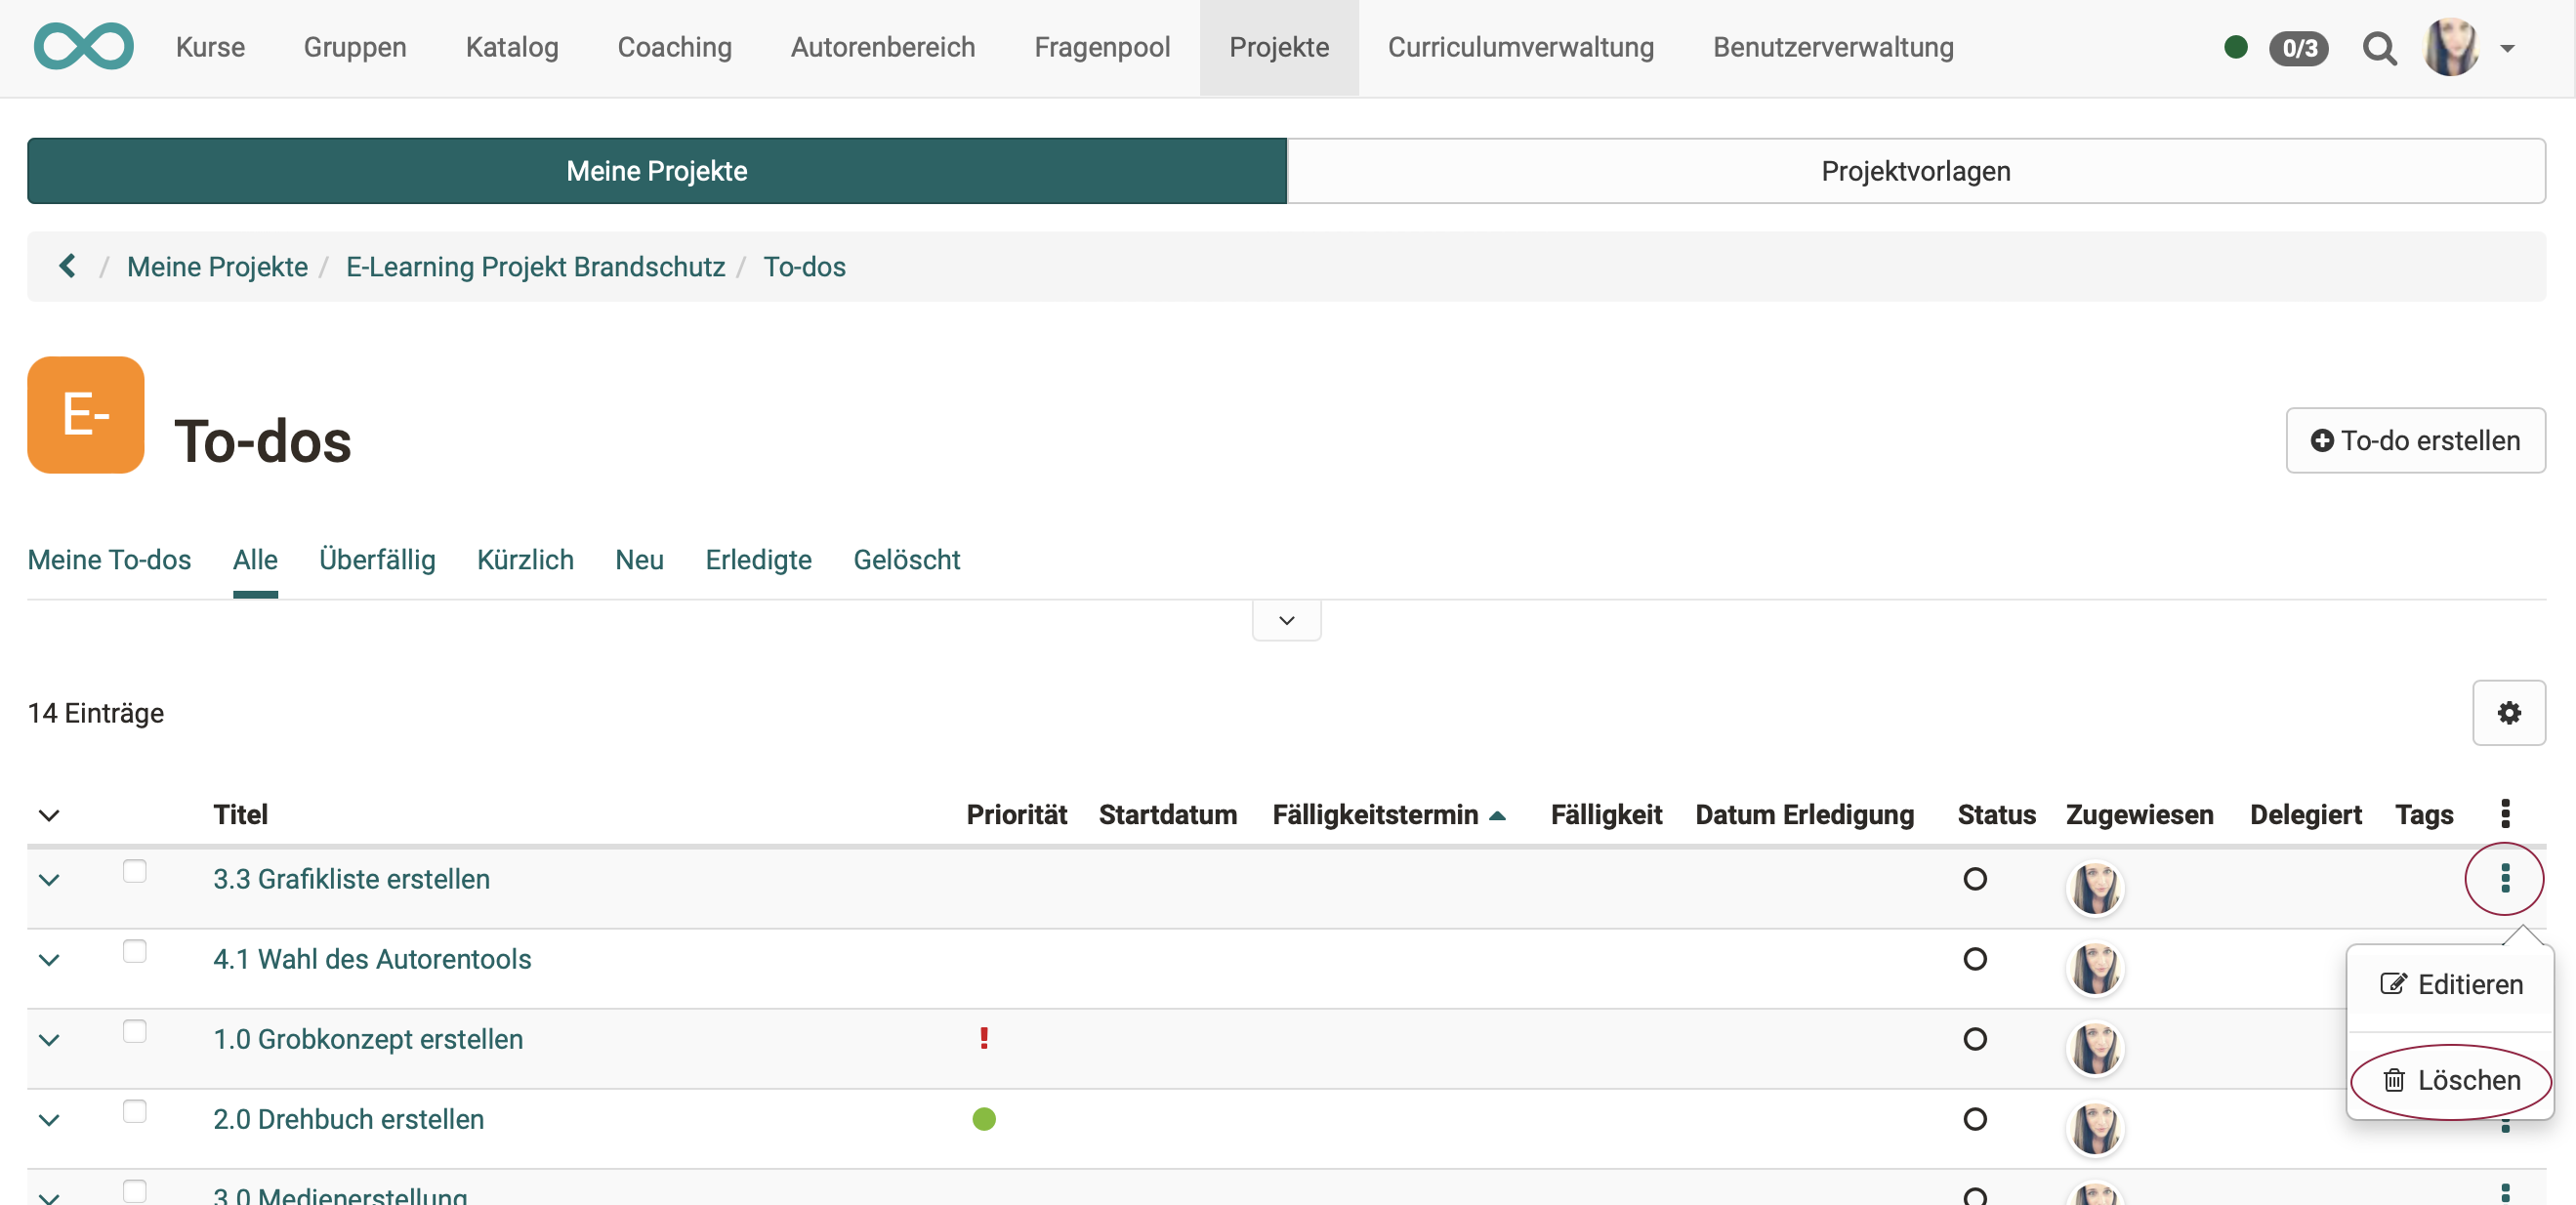 Kurse Gruppen Katalog Coaching Autorenbereich Fragenpool Projekte Curriculumverwaltung Benutzerverwaltung 0/3
Meine Projekte Projektvorlagen
/ Meine Projekte / E-Learning Projekt Brandschutz / To-dos
E- To-dos To-do erstellen
Meine To-dos Alle Überfällig Kürzlich Neu Erledigte Gelöscht
14 Einträge
Titel Priorität Startdatum Fälligkeitstermin Fälligkeit Datum Erledigung Status Zugewiesen Delegiert Tags
3.3 Grafikliste erstellen
4.1 Wahl des Autorentools
Editieren
1.0 Grobkonzept erstellen !
Löschen
2.0 Drehbuch erstellen
3.0 Medienerstellung